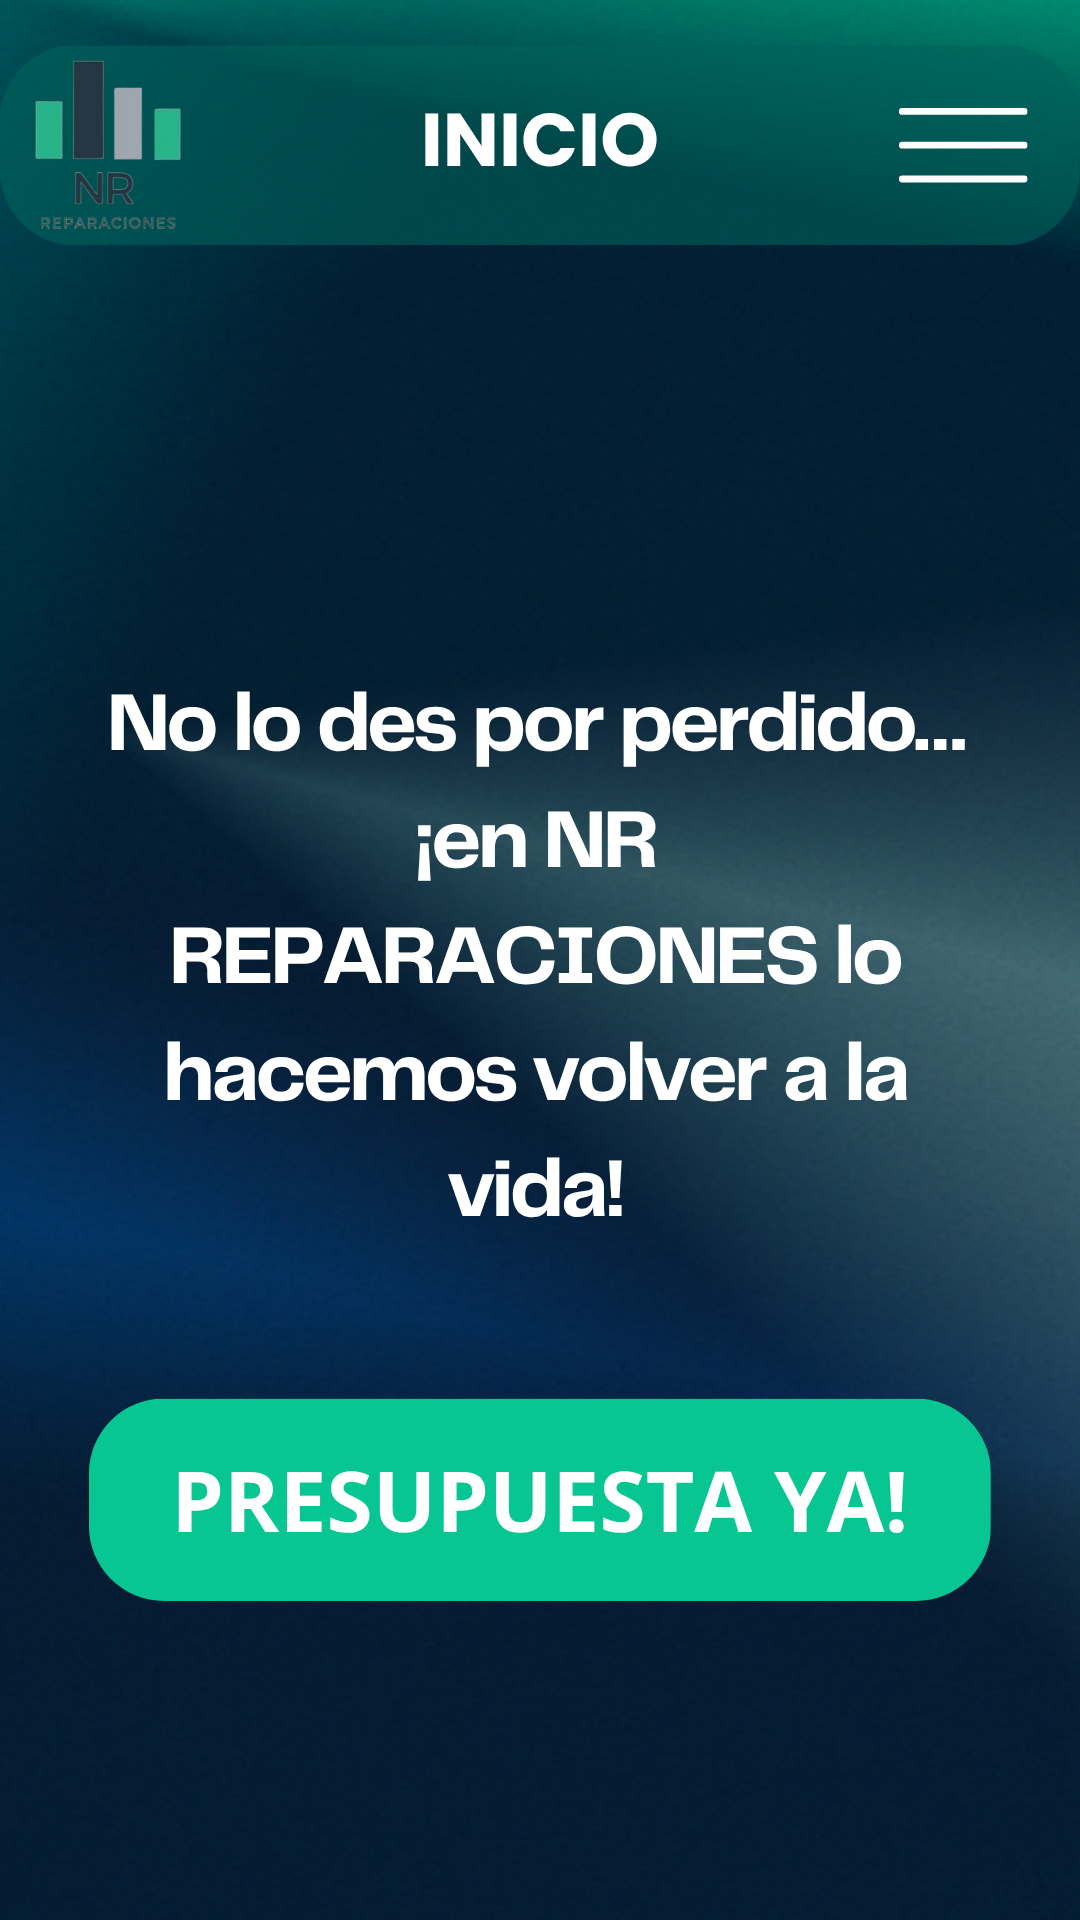 INICIO
NR
REPARACIONES
No lo des por perdido...
¡en NR
REPARACIONES lo
hacemos volver a la
vida!
PRESUPUESTA YA!